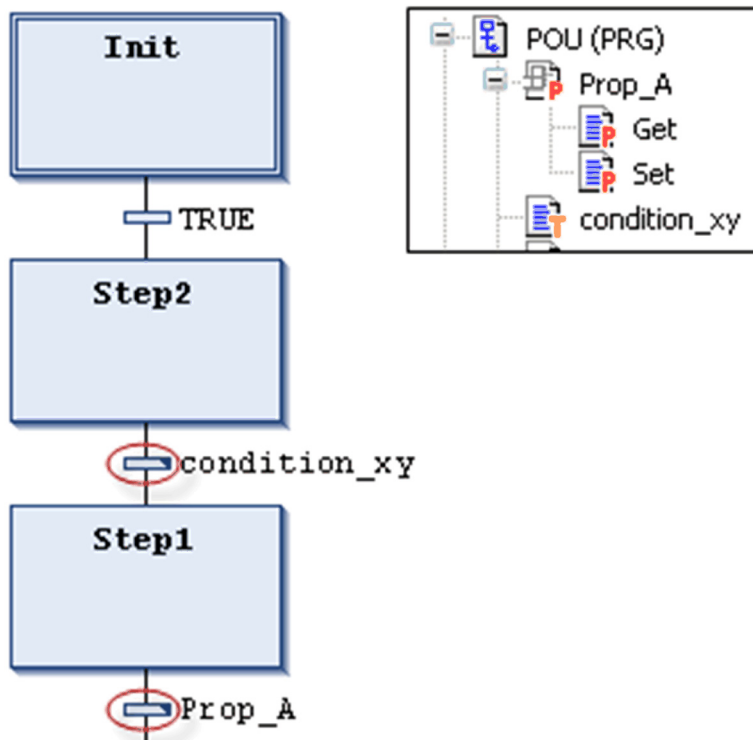 Init
TRUE
Step2
condition_xy
Step1
Prop_A
POU (PRG)
Prop_A
Get
Set
condition_xy